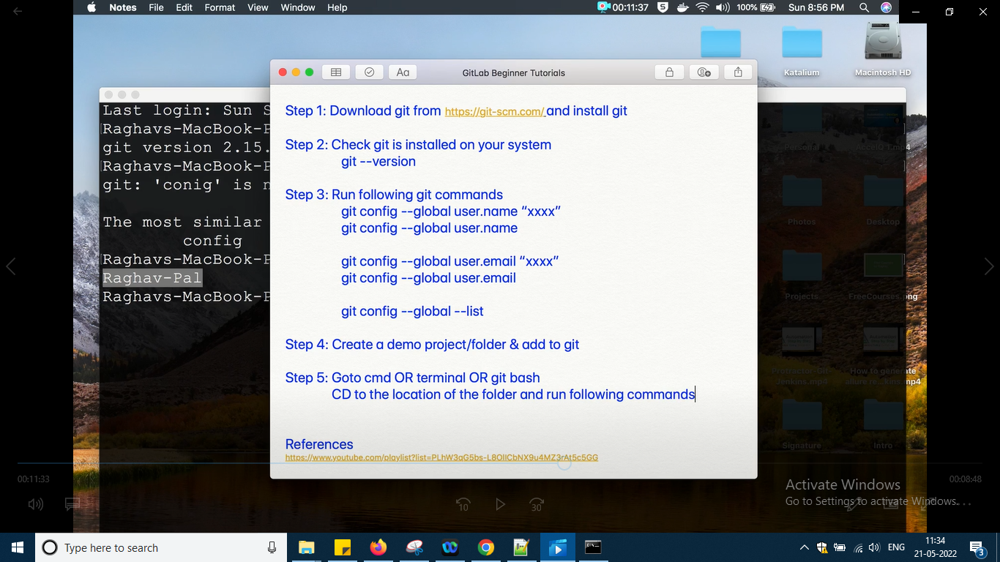 Notes File Edit Format View Window Help 00:11:37 100% Sun 8:56 PM
Katalium Macintosh HD
GitLab Beginner Tutorials
Last login: Sun S
Raghavs-MacBook-P
git version 2.15.
Raghavs-MacBook-P
git: 'conig' is n
The most similar
config
Raghavs-MacBook-P
Raghav-Pal
Raghavs-MacBook-P
Step 1: Download git from https://git-scm.com/ and install git
Step 2: Check git is installed on your system
git --version
Step 3: Run following git commands
git config --global user.name “xxxx”
git config --global user.name
git config --global user.email “xxxx”
git config --global user.email
git config --global --list
Step 4: Create a demo project/folder & add to git
Step 5: Goto cmd OR terminal OR git bash
CD to the location of the folder and run following commands
References
Personal
Photos Desktop
Projects FreeCourses.png
Protractor-Git-
Jenkins.mp4
How to generate
allure re...kins.mp4
Signature Intro
00:11:33 00:08:48
10 30
Activate Windows
Go to Settings to activate Windows.
Type here to search
ENG
11:34
21-05-2022
3